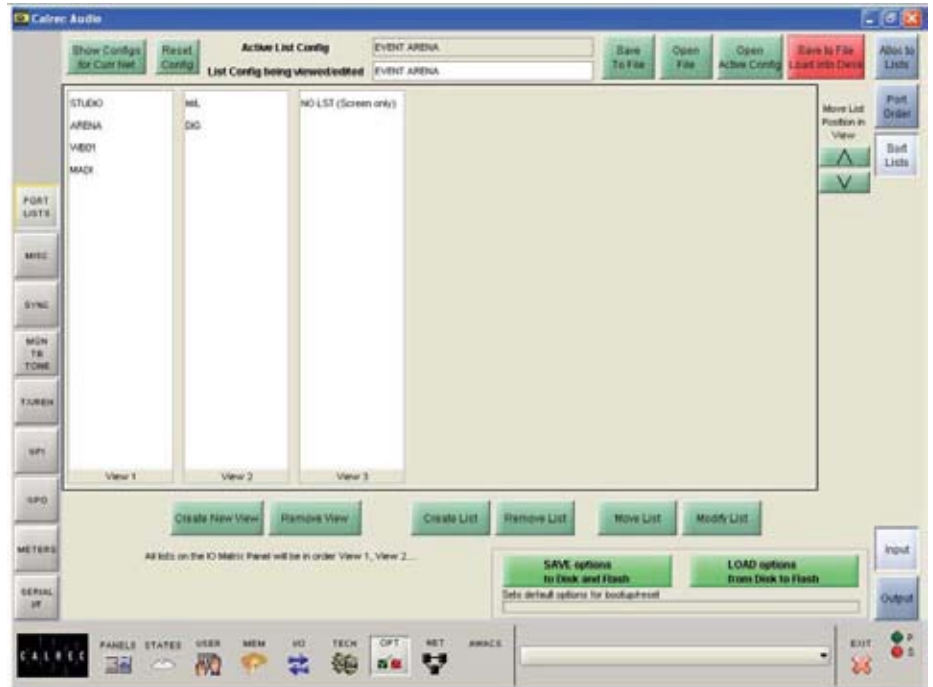 Calrec Audio
Show Configs for Curr Net
Reset Config
Active List Config
EVENT ARENA
List Config being viewed/edited
EVENT ARENA
Save To File
Open File
Open Active Config
Save to File Load into Desk
Alloc to Lists
Port Order
Sort Lists
Move List Position in View
STUDIO
ARENA
WB01
MADI
View 1
M/L
DIG
View 2
NO LST (Screen only)
View 3
PORT LISTS
MISC
SYNC
MON TB TONE
TX/REH
GPI
GPO
METERS
SERIAL I/F
Create New View
Remove View
Create List
Remove List
Move List
Modify List
All lists on the IO Matrix Panel will be in order View 1, View 2...
SAVE options to Disk and Flash
LOAD options from Disk to Flash
Sets default options for bootup/reset
Input
Output
CALREC
PANELS
STATES
USER
MEM
I/O
TECH
OPT
NET
AWACS
EXIT
P
S